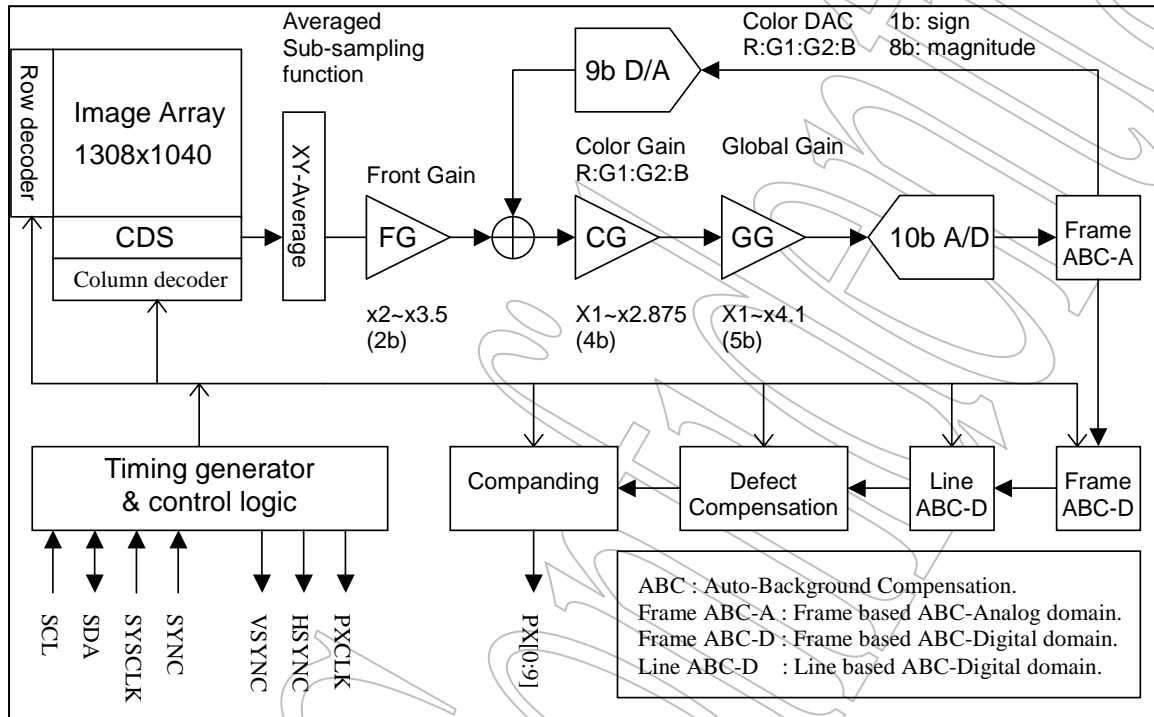 Averaged
Sub-sampling
function
Color DAC
R:G1:G2:B
1b: sign
8b: magnitude
9b D/A
Row decoder
Image Array
1308x1040
CDS
Column decoder
XY-Average
Front Gain
FG
x2~x3.5
(2b)
Color Gain
R:G1:G2:B
CG
X1~x2.875
(4b)
Global Gain
GG
X1~x4.1
(5b)
10b A/D
Frame
ABC-A
Timing generator
& control logic
Companding
Defect
Compensation
Line
ABC-D
Frame
ABC-D
SCL
SDA
SYSCLK
SYNC
VSYNC
HSYNC
PXCLK
PX[0:9]
ABC : Auto-Background Compensation.
Frame ABC-A : Frame based ABC-Analog domain.
Frame ABC-D : Frame based ABC-Digital domain.
Line ABC-D : Line based ABC-Digital domain.